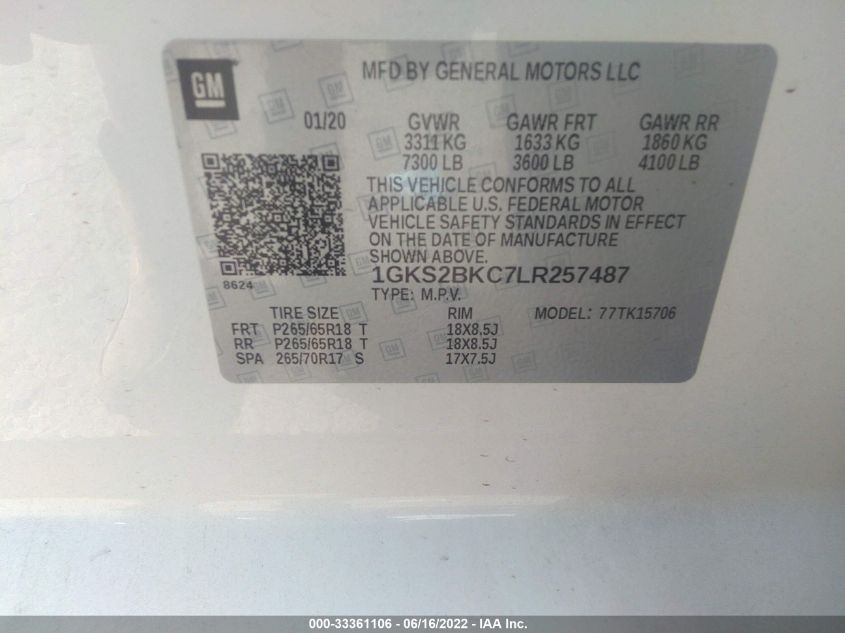 GM
MFD BY GENERAL MOTORS LLC
01/20 GVWR GAWR FRT GAWR RR
3311 KG 1633 KG 1860 KG
7300 LB 3600 LB 4100 LB
THIS VEHICLE CONFORMS TO ALL
APPLICABLE U.S. FEDERAL MOTOR
VEHICLE SAFETY STANDARDS IN EFFECT
ON THE DATE OF MANUFACTURE
SHOWN ABOVE.
1GKS2BKC7LR257487
8624
TYPE: M.P.V.
TIRE SIZE RIM MODEL: 77TK15706
FRT P265/65R18 T 18X8.5J
RR P265/65R18 T 18X8.5J
SPA 265/70R17 S 17X7.5J
000-33361106 - 06/16/2022 - IAA Inc.